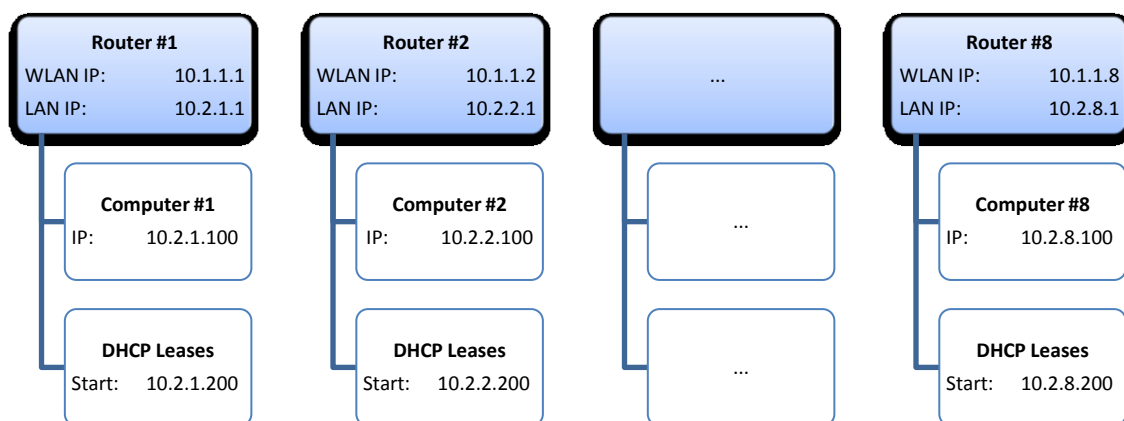 Router #1
WLAN IP: 10.1.1.1
LAN IP: 10.2.1.1
Computer #1
IP: 10.2.1.100
DHCP Leases
Start: 10.2.1.200
Router #2
WLAN IP: 10.1.1.2
LAN IP: 10.2.2.1
Computer #2
IP: 10.2.2.100
DHCP Leases
Start: 10.2.2.200
...
...
...
Router #8
WLAN IP: 10.1.1.8
LAN IP: 10.2.8.1
Computer #8
IP: 10.2.8.100
DHCP Leases
Start: 10.2.8.200